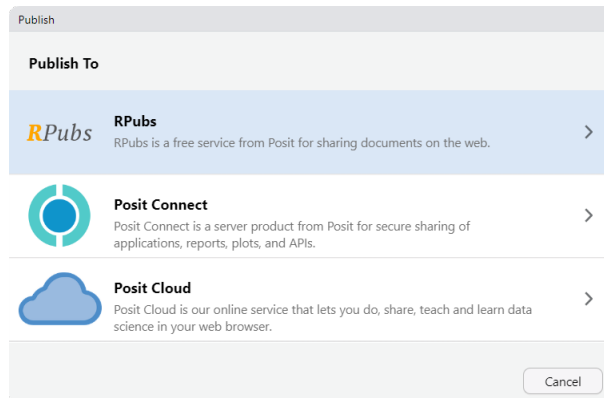 Publish
Publish To
RPubs
RPubs
RPubs is a free service from Posit for sharing documents on the web.
Posit Connect
Posit Connect is a server product from Posit for secure sharing of
applications, reports, plots, and APIs.
Posit Cloud
Posit Cloud is our online service that lets you do, share, teach and learn data
science in your web browser.
Cancel